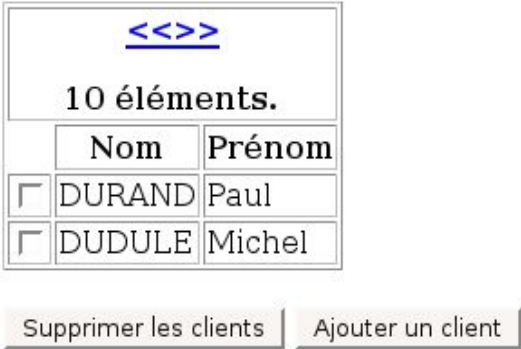 <<>>
10 éléments.
Nom Prénom
DURAND Paul
DUDULE Michel
Supprimer les clients Ajouter un client